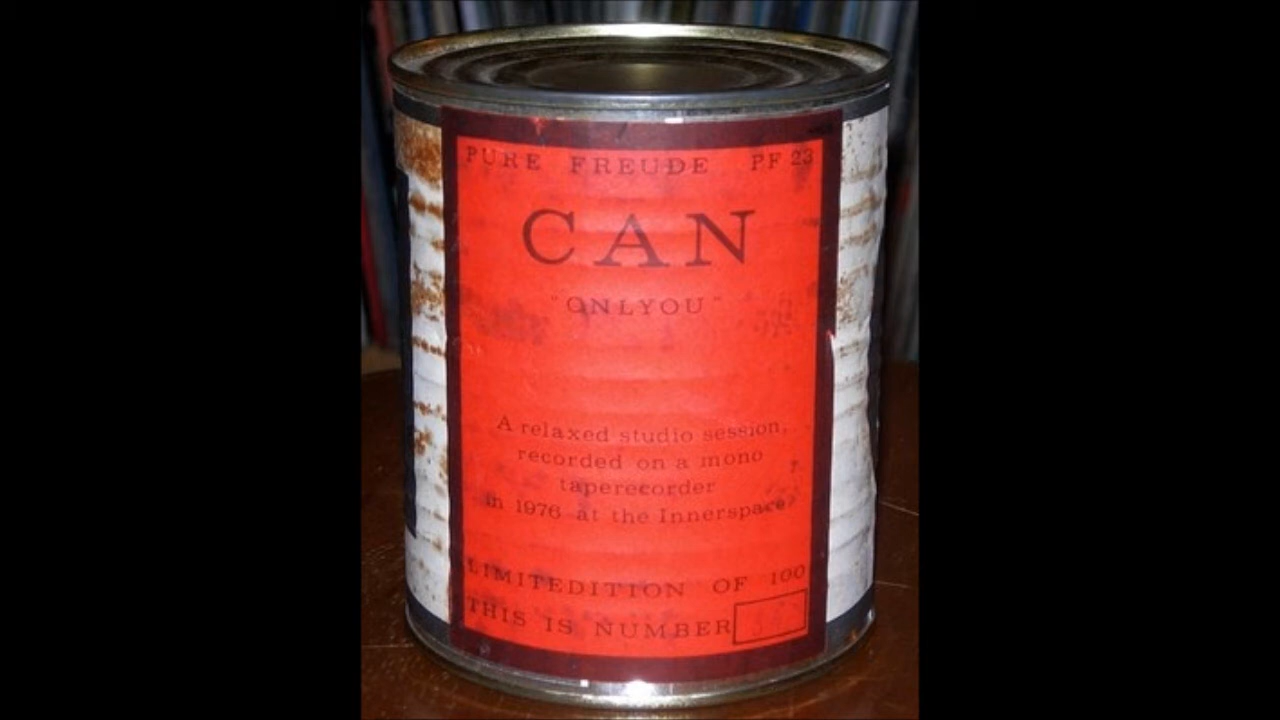 PURE FREUDE PF 23
CAN
"ONLYOU"
A relaxed studio session,
recorded on a mono
taperecorder
in 1976 at the Innerspace
LIMITEDITION OF 100
THIS IS NUMBER